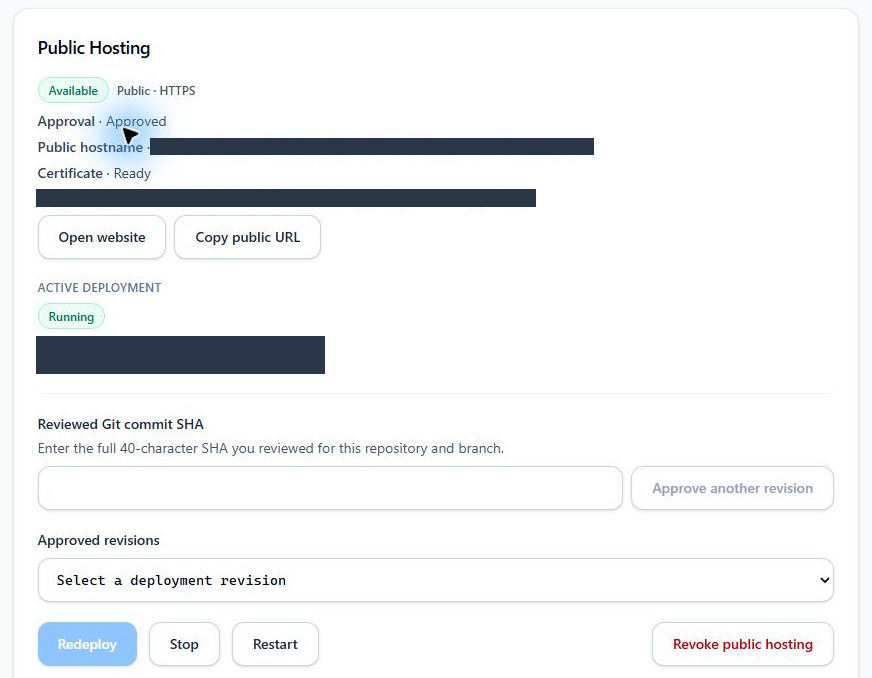 Public Hosting
Available Public · HTTPS
Approval · Approved
Public hostname ·
Certificate · Ready
Open website Copy public URL
ACTIVE DEPLOYMENT
Running
Reviewed Git commit SHA
Enter the full 40-character SHA you reviewed for this repository and branch.
Approve another revision
Approved revisions
Select a deployment revision
Redeploy Stop Restart Revoke public hosting